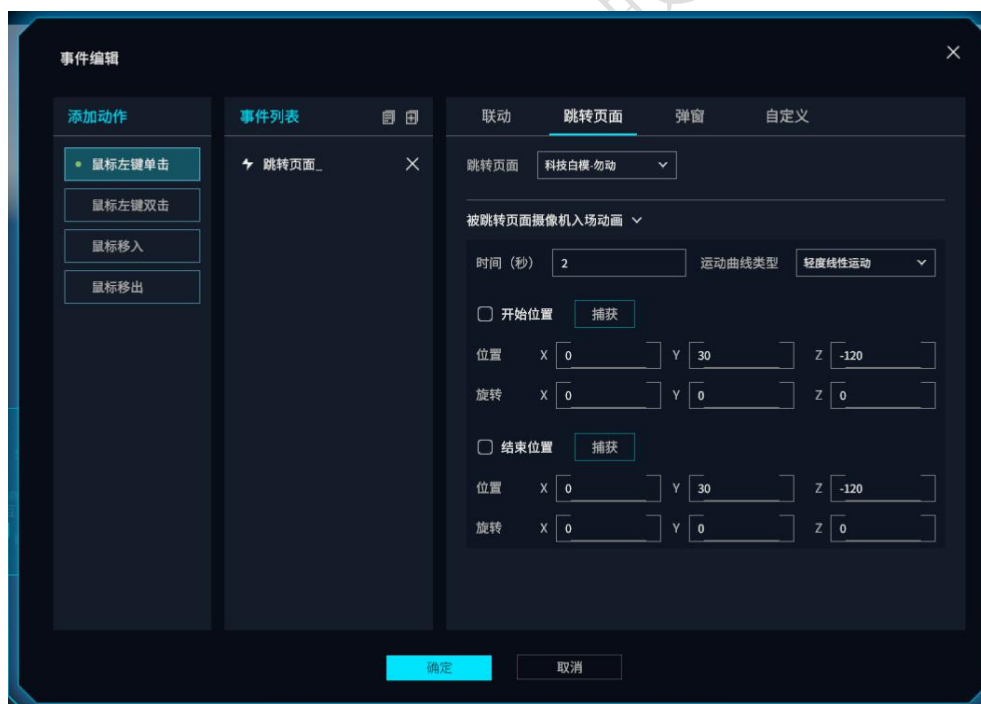 事件编辑
添加动作
鼠标左键单击
鼠标左键双击
鼠标移入
鼠标移出
事件列表
跳转页面_
联动 跳转页面 弹窗 自定义
跳转页面 科技白模-勿动
被跳转页面摄像机入场动画
时间（秒） 2 运动曲线类型 轻度线性运动
开始位置 捕获
位置 X 0 Y 30 Z -120
旋转 X 0 Y 0 Z 0
结束位置 捕获
位置 X 0 Y 30 Z -120
旋转 X 0 Y 0 Z 0
确定 取消